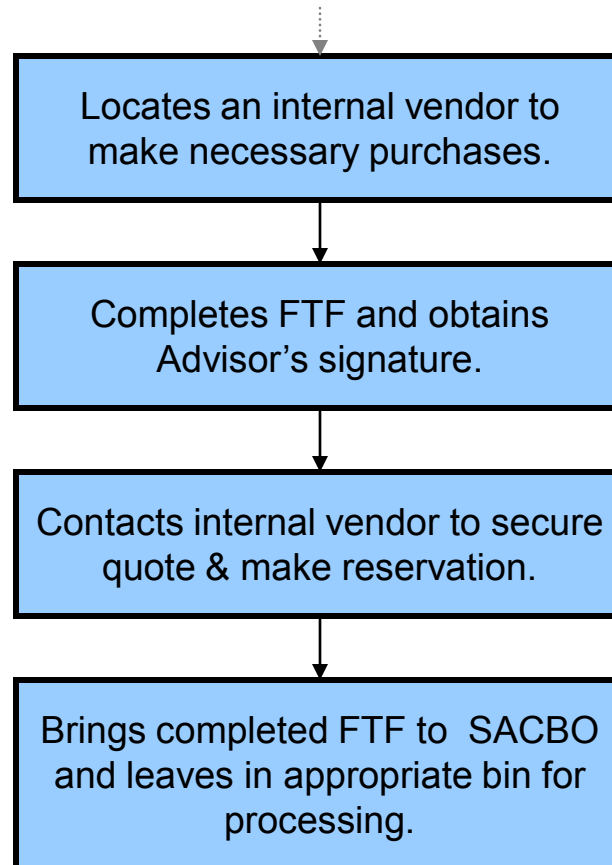 Locates an internal vendor to
make necessary purchases.
Completes FTF and obtains
Advisor’s signature.
Contacts internal vendor to secure
quote & make reservation.
Brings completed FTF to  SACBO
and leaves in appropriate bin for
processing.